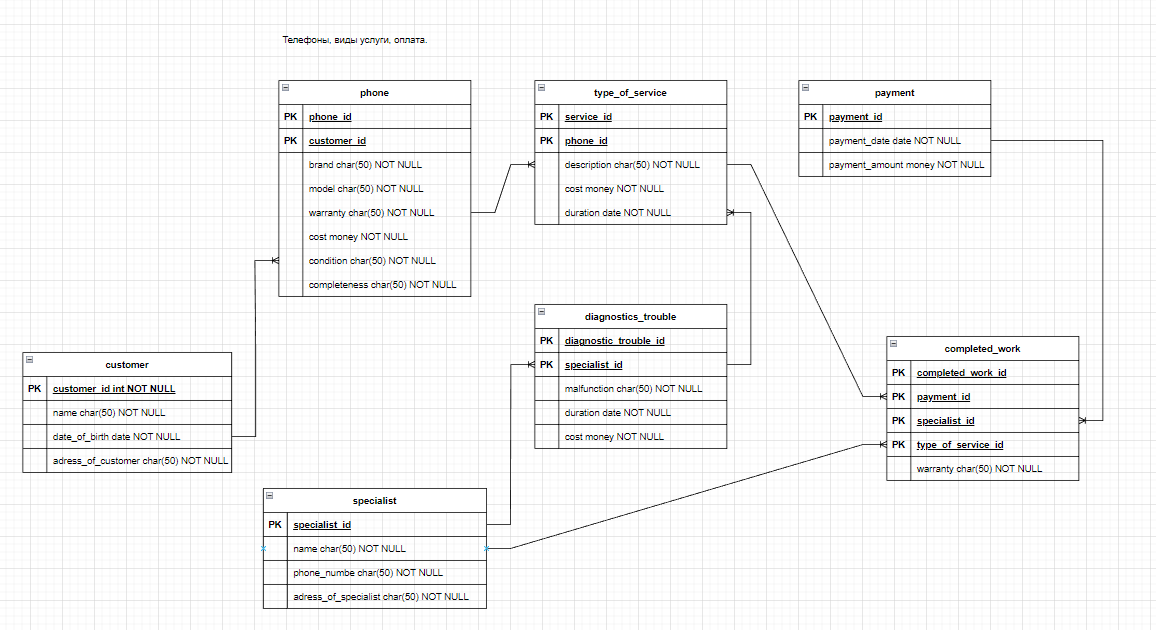 Телефоны, виды услуги, оплата.
phone
PK phone_id
PK customer_id
brand char(50) NOT NULL
model char(50) NOT NULL
warranty char(50) NOT NULL
cost money NOT NULL
condition char(50) NOT NULL
completeness char(50) NOT NULL
type_of_service
PK service_id
PK phone_id
description char(50) NOT NULL
cost money NOT NULL
duration date NOT NULL
payment
PK payment_id
payment_date date NOT NULL
payment_amount money NOT NULL
diagnostics_trouble
PK diagnostic_trouble_id
PK specialist_id
malfunction char(50) NOT NULL
duration date NOT NULL
cost money NOT NULL
completed_work
PK completed_work_id
PK payment_id
PK specialist_id
PK type_of_service_id
warranty char(50) NOT NULL
customer
PK customer_id int NOT NULL
name char(50) NOT NULL
date_of_birth date NOT NULL
adress_of_customer char(50) NOT NULL
specialist
PK specialist_id
name char(50) NOT NULL
phone_numbe char(50) NOT NULL
adress_of_specialist char(50) NOT NULL